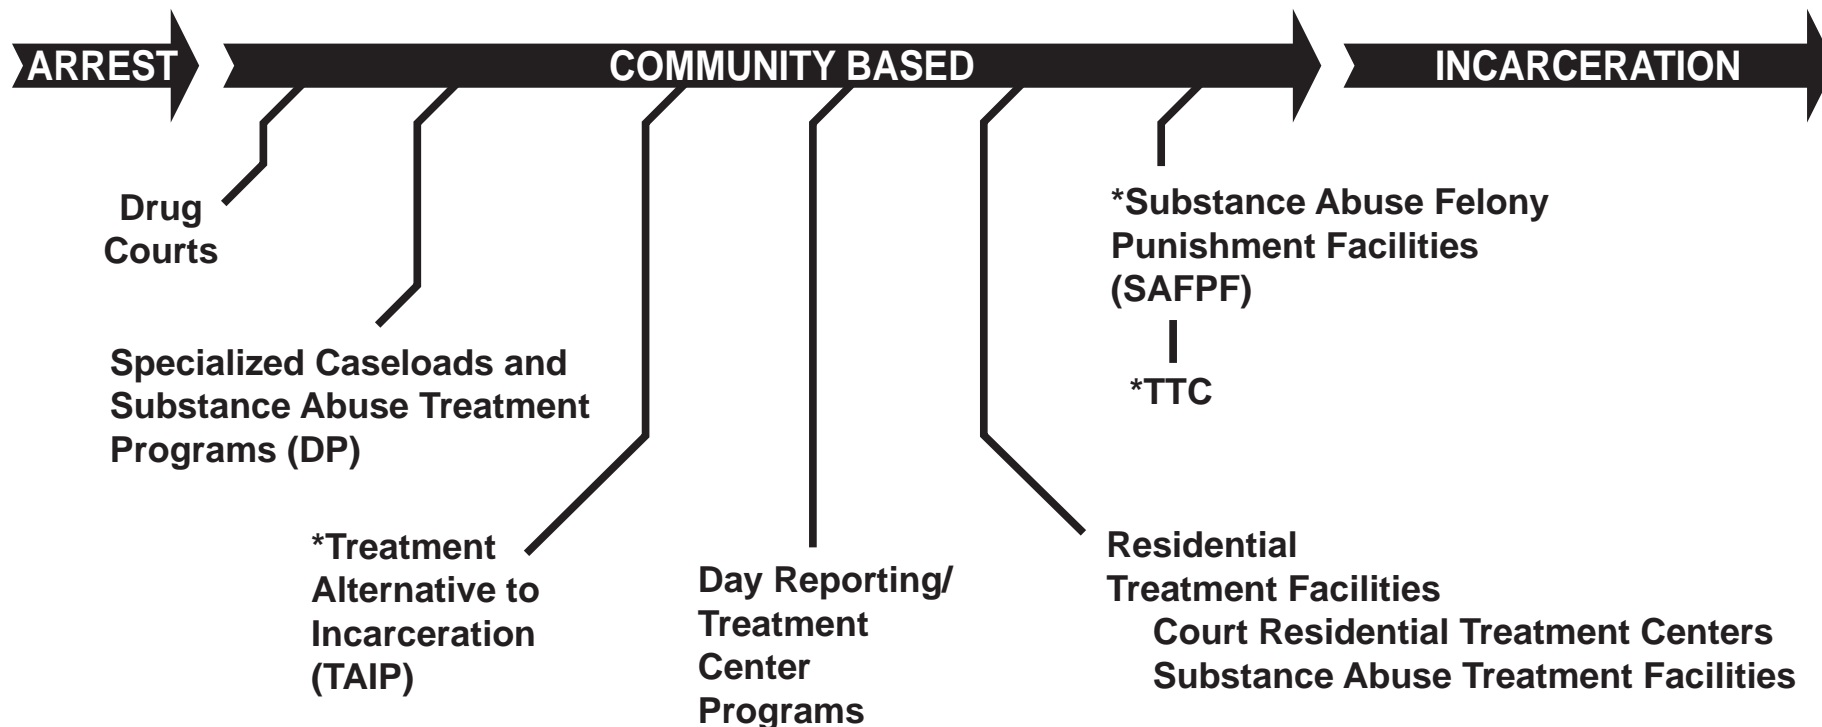 ARREST
COMMUNITY BASED
INCARCERATION
Drug
Courts
Specialized Caseloads and
Substance Abuse Treatment
Programs (DP)
*Treatment
Alternative to
Incarceration
(TAIP)
Day Reporting/
Treatment
Center
Programs
Residential
Treatment Facilities
Court Residential Treatment Centers
Substance Abuse Treatment Facilities
*Substance Abuse Felony
Punishment Facilities
(SAFPF)
*TTC